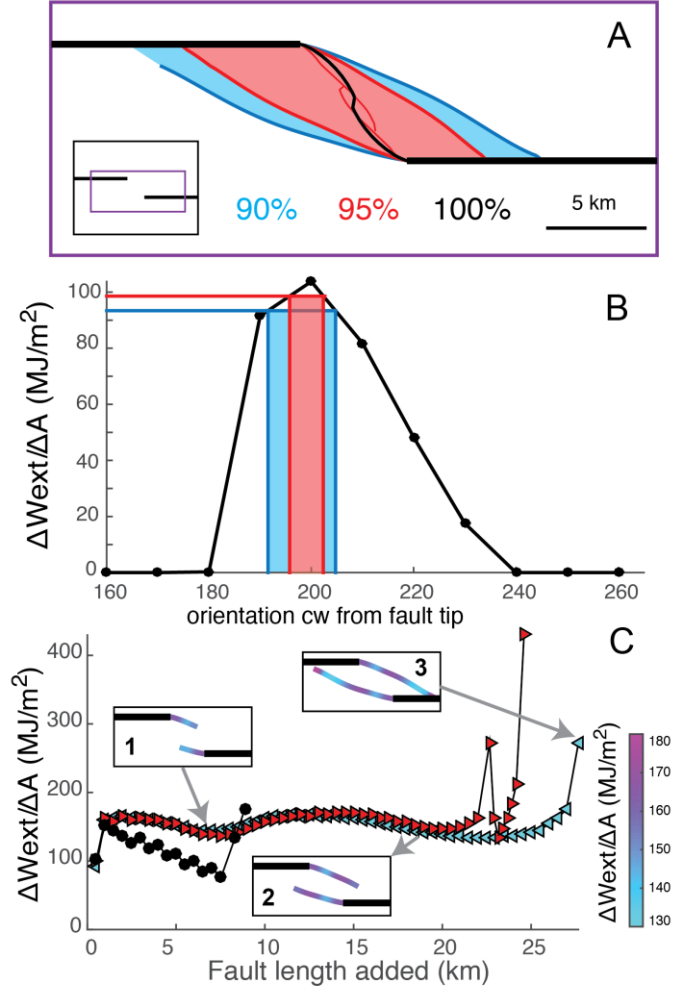 A
90% 95% 100% 5 km
B
ΔWext/ΔA (MJ/m²)
100
80
60
40
20
0
160 180 200 220 240 260
orientation cw from fault tip
C
ΔWext/ΔA (MJ/m²)
400
300
200
100
0
1
2
3
0 5 10 15 20 25
Fault length added (km)
ΔWext/ΔA (MJ/m²)
180
170
160
150
140
130